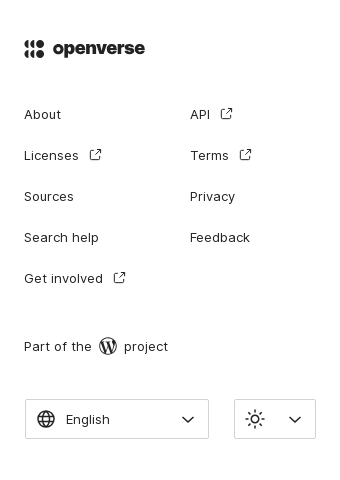 openverse
About
API
Licenses
Terms
Sources
Privacy
Search help
Feedback
Get involved
Part of the project
English